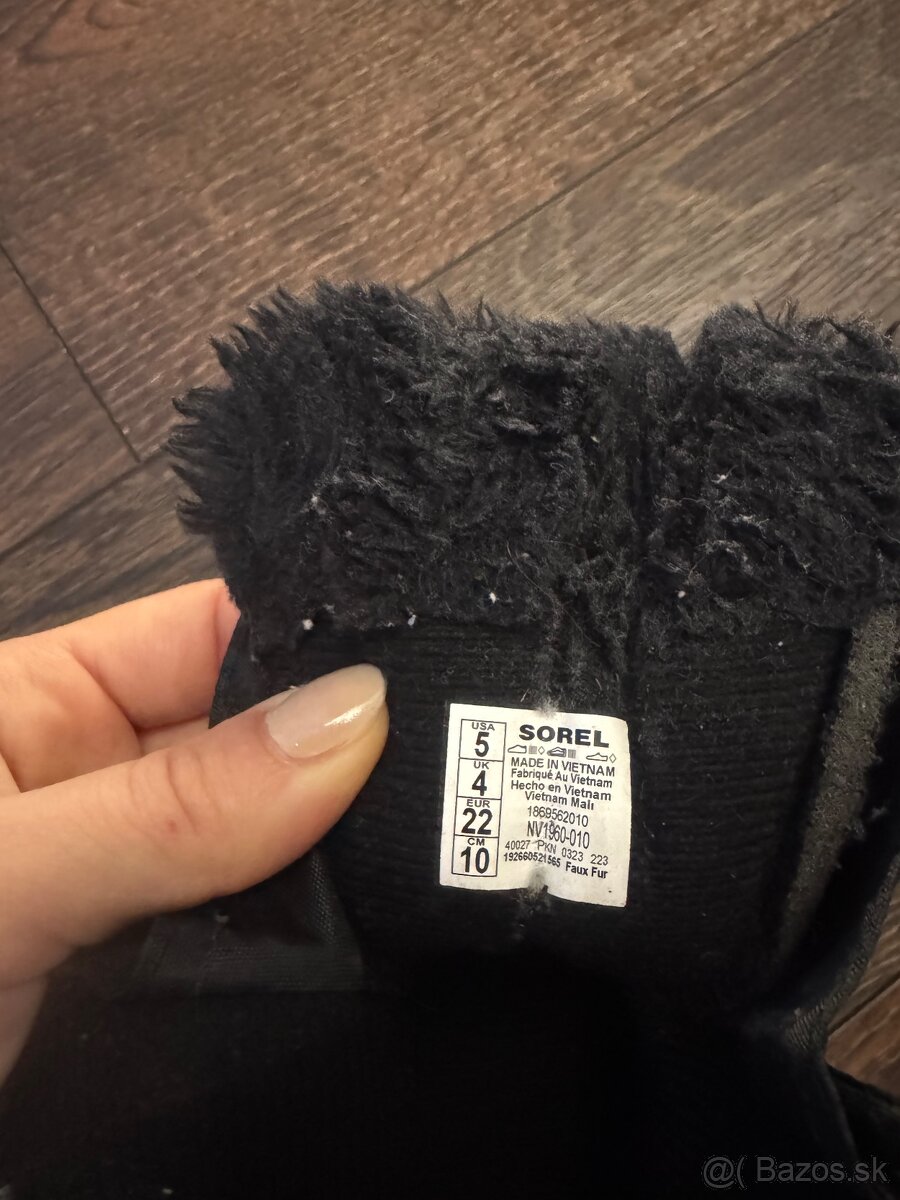 USA
5
UK
4
EUR
22
CM
10
SOREL
MADE IN VIETNAM
Fabriqué Au Vietnam
Hecho en Vietnam
Vietnam Malı
1869562010
NV1960-010
40027 PKN 0323 223
192660521565 Faux Fur
@( Bazos.sk